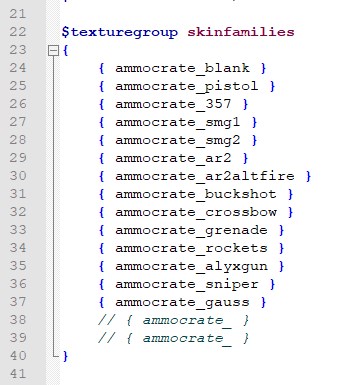 21
22 $texturegroup skinfamilies
23 {
24 { ammocrate_blank }
25 { ammocrate_pistol }
26 { ammocrate_357 }
27 { ammocrate_smg1 }
28 { ammocrate_smg2 }
29 { ammocrate_ar2 }
30 { ammocrate_ar2altfire }
31 { ammocrate_buckshot }
32 { ammocrate_crossbow }
33 { ammocrate_grenade }
34 { ammocrate_rockets }
35 { ammocrate_alyxgun }
36 { ammocrate_sniper }
37 { ammocrate_gauss }
38 // { ammocrate_ }
39 // { ammocrate_ }
40 }
41